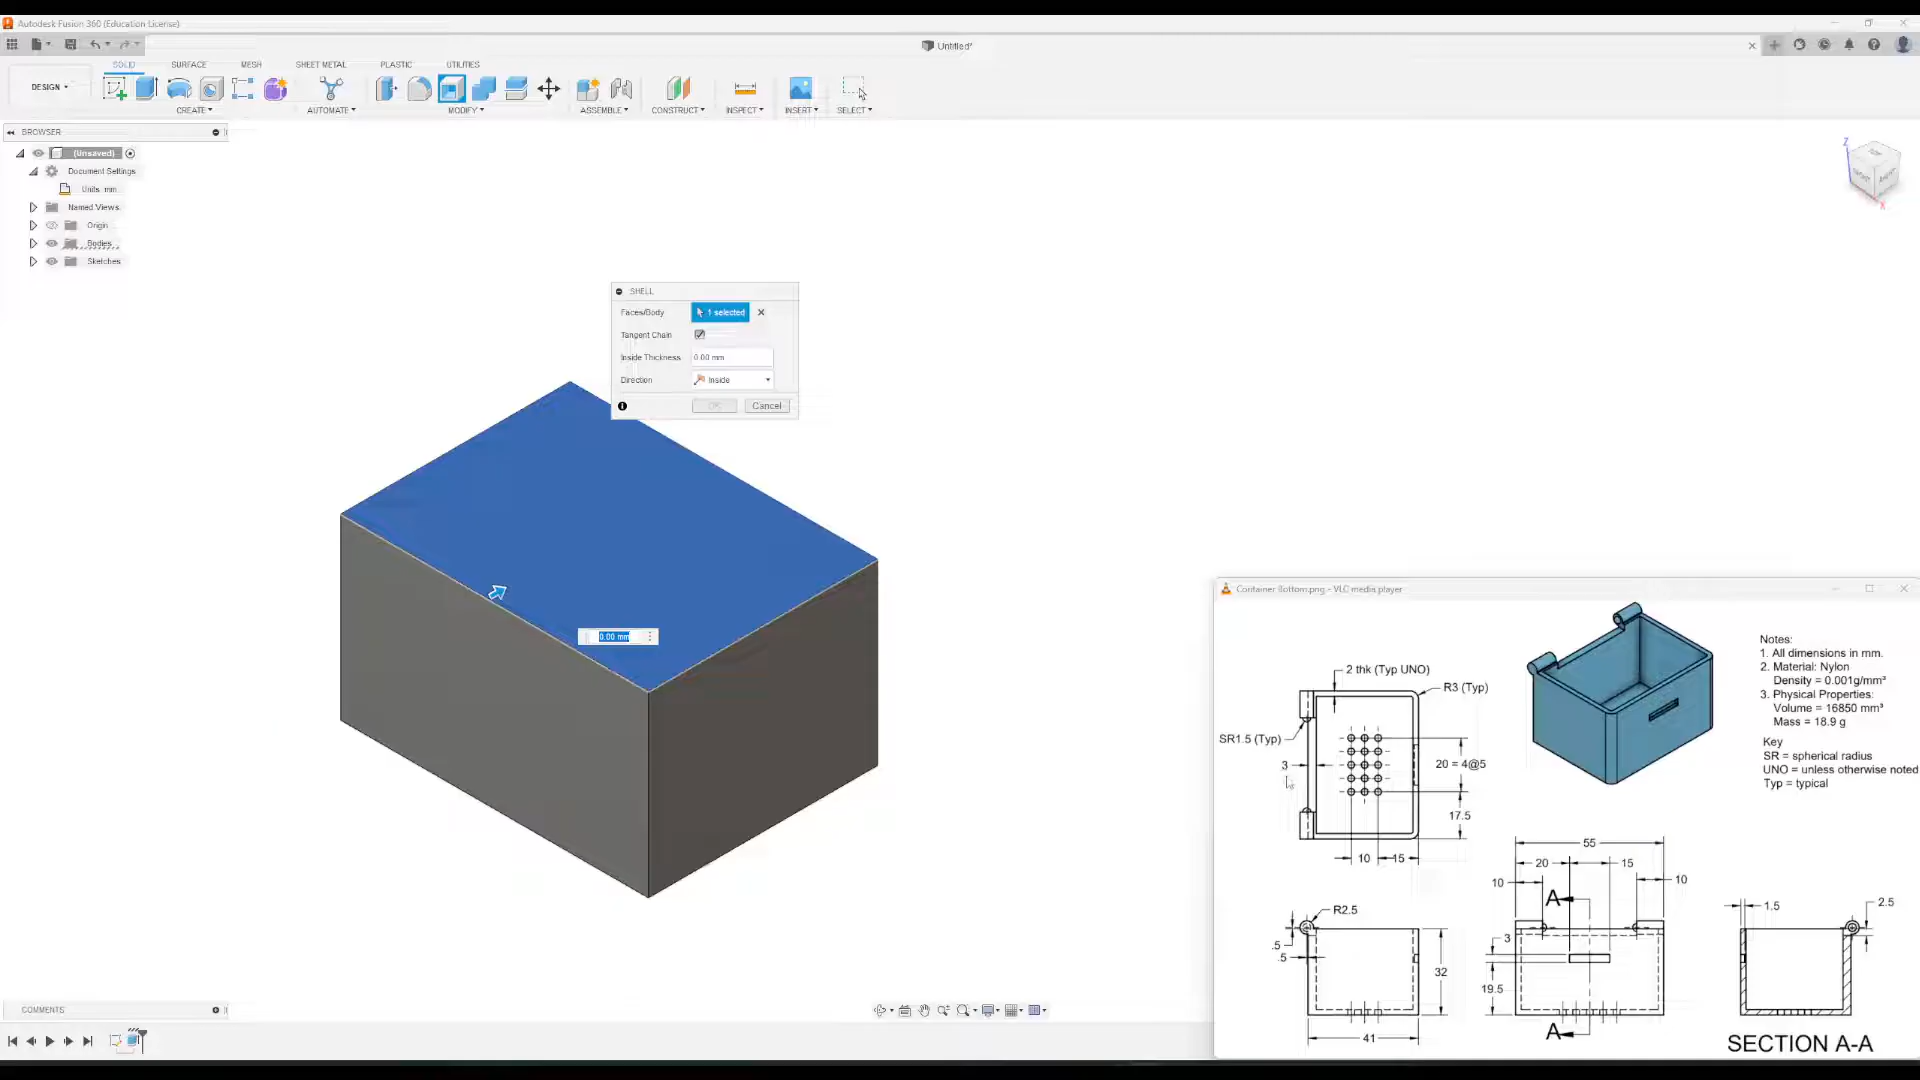 Autodesk Fusion 360 (Education License)
Untitled*
SOLID
SURFACE
MESH
SHEET METAL
PLASTIC
UTILITIES
DESIGN
CREATE
AUTOMATE
MODIFY
ASSEMBLE
CONSTRUCT
INSPECT
INSERT
SELECT
BROWSER
(Unsaved)
Document Settings
Units: mm
Named Views
Origin
Bodies
Sketches
Z
TOP
FRONT
RIGHT
X
SHELL
Faces/Body
1 selected
Tangent Chain
Inside Thickness
0.00 mm
Direction
Inside
OK
Cancel
0.00 mm
Container Bottom.png - VLC media player
Notes:
1. All dimensions in mm.
2. Material: Nylon
Density = 0.001g/mm³
3. Physical Properties:
Volume = 16850 mm³
Mass = 18.9 g
Key
SR = spherical radius
UNO = unless otherwise noted
Typ = typical
2 thk (Typ UNO)
R3 (Typ)
SR1.5 (Typ)
3
20 = 4@5
17.5
10
15
55
20
15
10
10
A
3
19.5
A
R2.5
.5
.5
32
41
1.5
2.5
SECTION A-A
COMMENTS